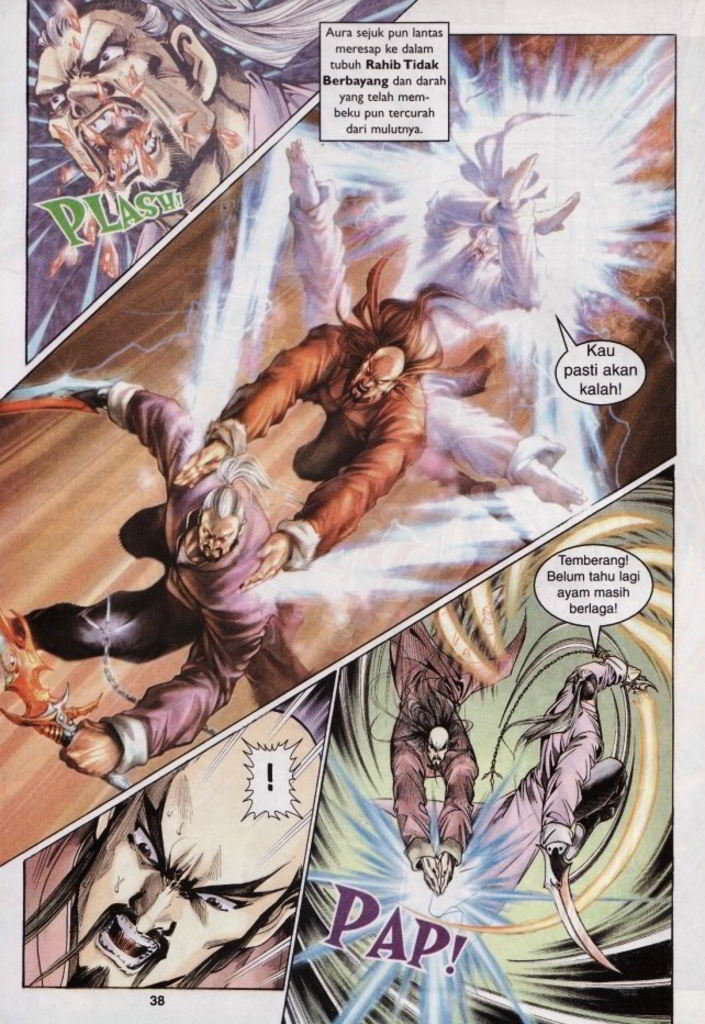 Aura sejuk pun lantas
meresap ke dalam
tubuh Rahib Tidak
Berbayang dan darah
yang telah mem-
beku pun tercurah
dari mulutnya.
PLASH!
Kau
pasti akan
kalah!
Temberang!
Belum tahu lagi
ayam masih
berlaga!
!
PAP!
38